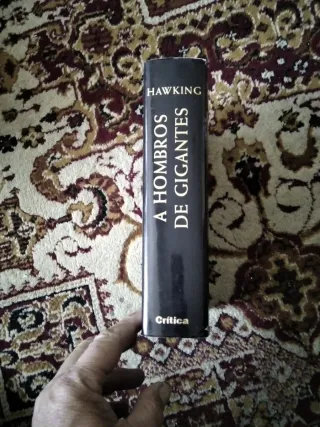 HAWKING
A HOMBROS
DE GIGANTES
Crítica